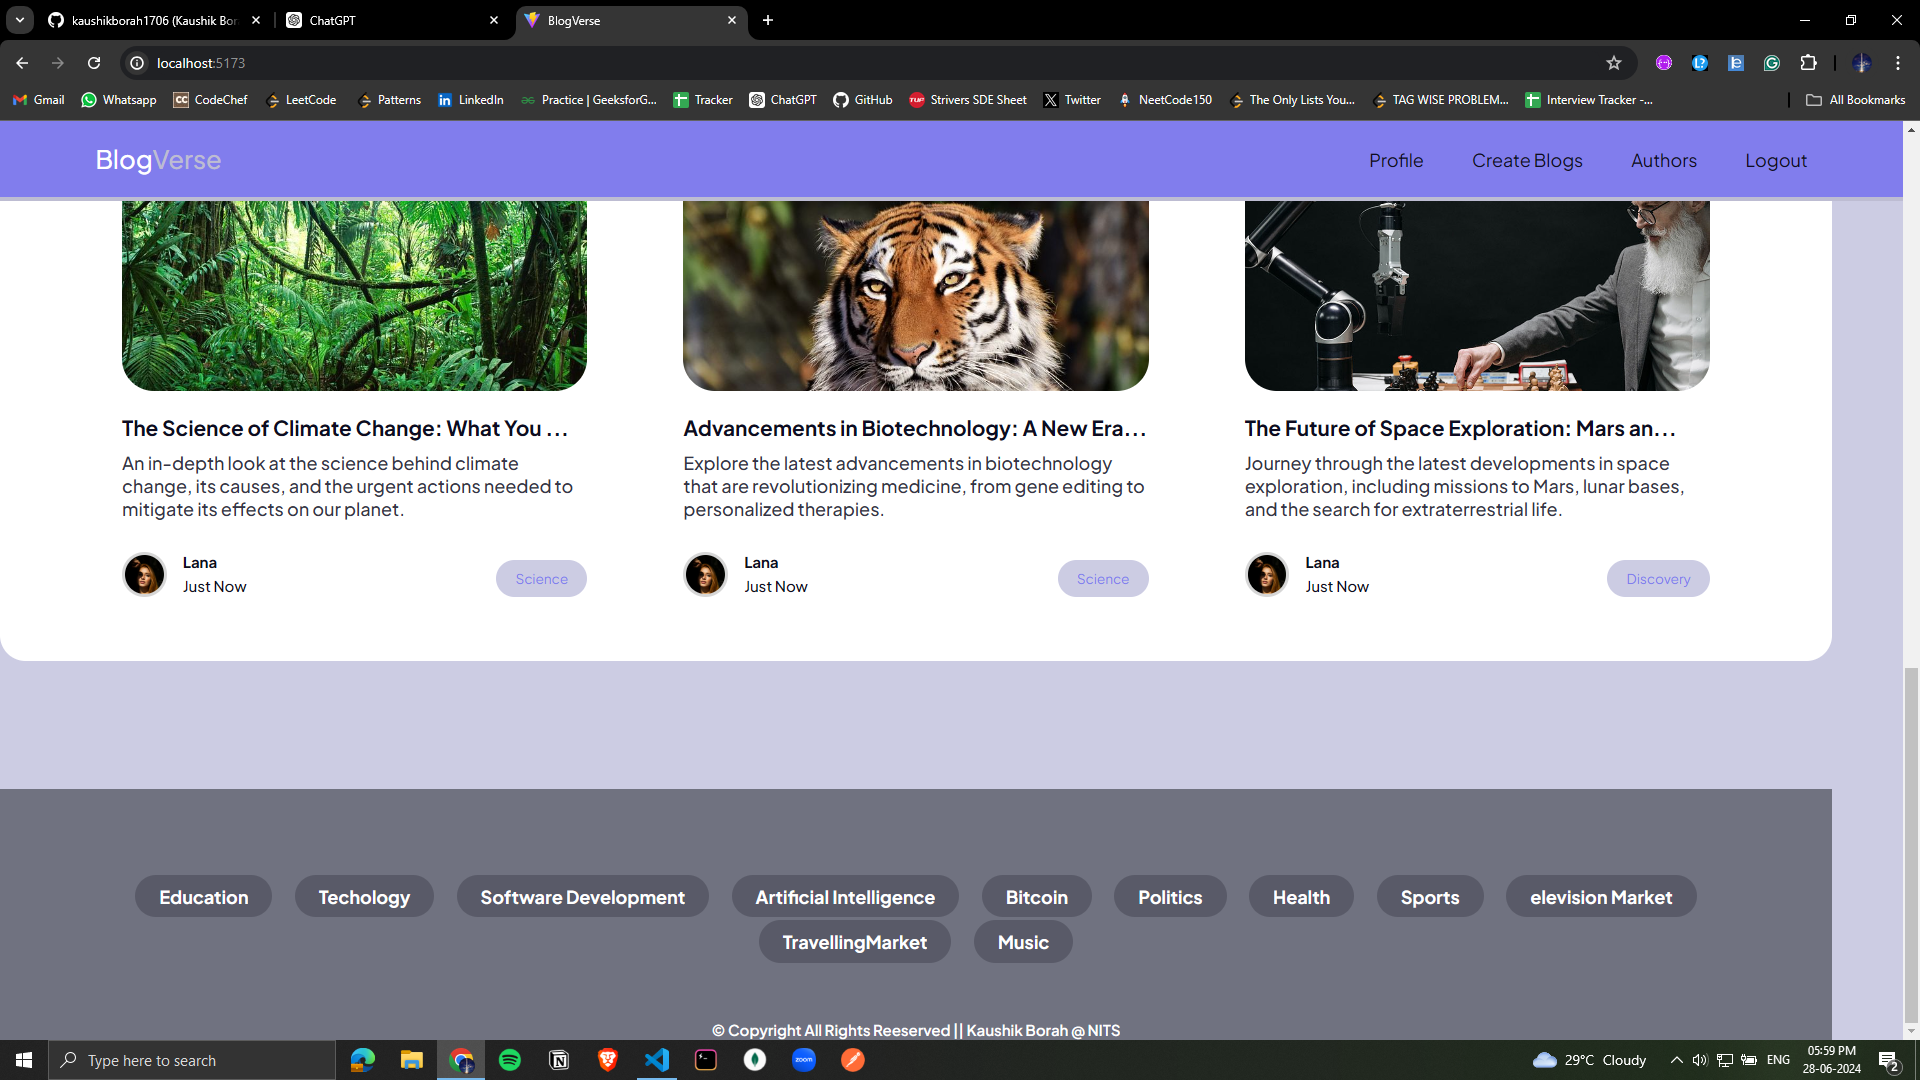 kaushikborah1706 (Kaushik Bor
ChatGPT
BlogVerse
localhost:5173
Gmail
Whatsapp
CodeChef
LeetCode
Patterns
LinkedIn
Practice | GeeksforG...
Tracker
ChatGPT
GitHub
Strivers SDE Sheet
Twitter
NeetCode150
The Only Lists You...
TAG WISE PROBLEM...
Interview Tracker -...
All Bookmarks
BlogVerse
Profile
Create Blogs
Authors
Logout
The Science of Climate Change: What You ...
An in-depth look at the science behind climate
change, its causes, and the urgent actions needed to
mitigate its effects on our planet.
Lana
Just Now
Science
Advancements in Biotechnology: A New Era...
Explore the latest advancements in biotechnology
that are revolutionizing medicine, from gene editing to
personalized therapies.
Lana
Just Now
Science
The Future of Space Exploration: Mars an...
Journey through the latest developments in space
exploration, including missions to Mars, lunar bases,
and the search for extraterrestrial life.
Lana
Just Now
Discovery
Education
Techology
Software Development
Artificial Intelligence
Bitcoin
Politics
Health
Sports
elevision Market
TravellingMarket
Music
© Copyright All Rights Reeserved || Kaushik Borah @ NITS
Type here to search
zoom
29°C Cloudy
ENG
05:59 PM
28-06-2024
2